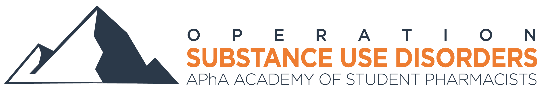 OPERATION
SUBSTANCE USE DISORDERS
APhA ACADEMY OF STUDENT PHARMACISTS